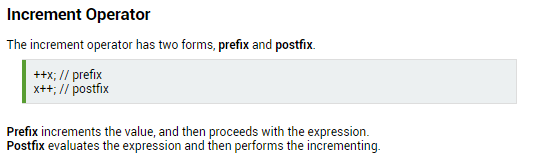 Increment Operator
The increment operator has two forms, prefix and postfix.
++x; // prefix
x++; // postfix
Prefix increments the value, and then proceeds with the expression.
Postfix evaluates the expression and then performs the incrementing.